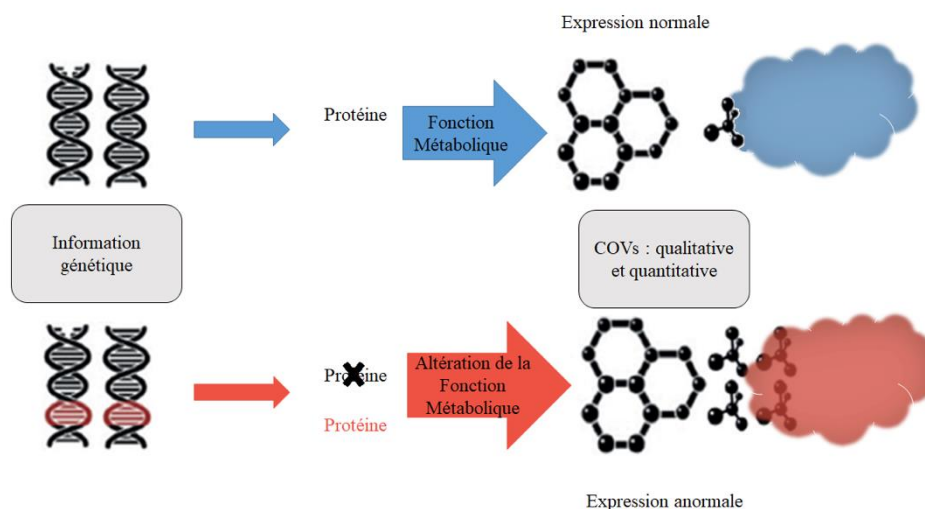 Expression normale
Protéine
Fonction
Métabolique
Information
génétique
COVs : qualitative
et quantitative
Protéine
Protéine
Altération de la
Fonction
Métabolique
Expression anormale